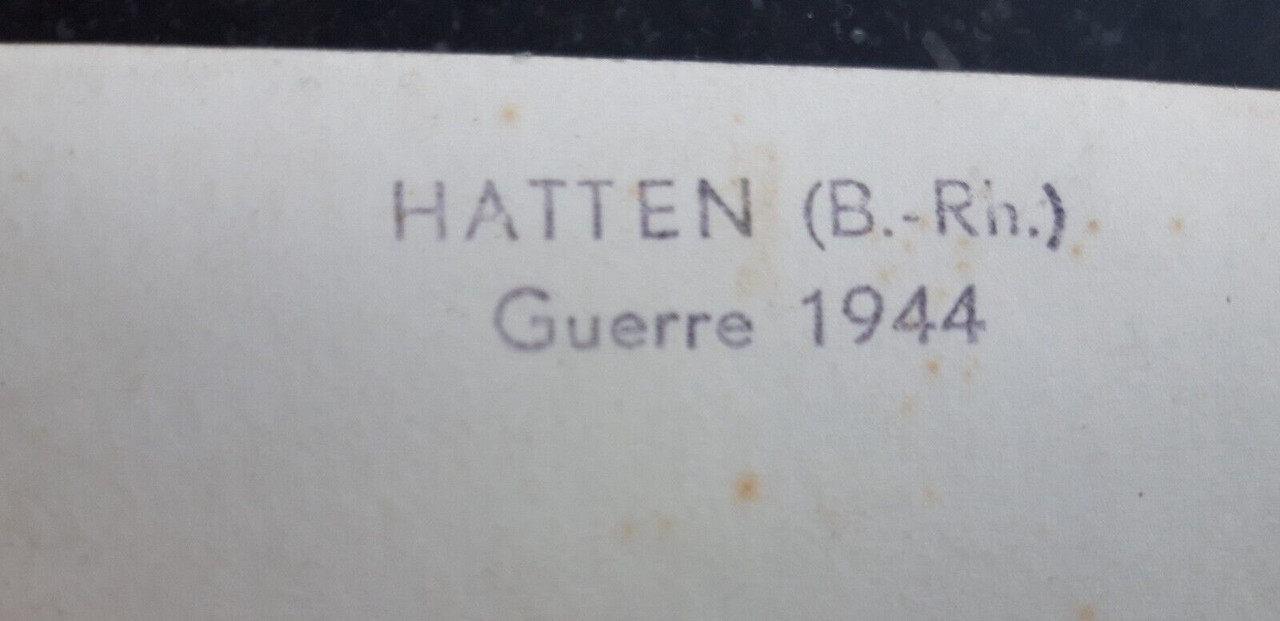 HATTEN (B.-Rh.)
Guerre 1944